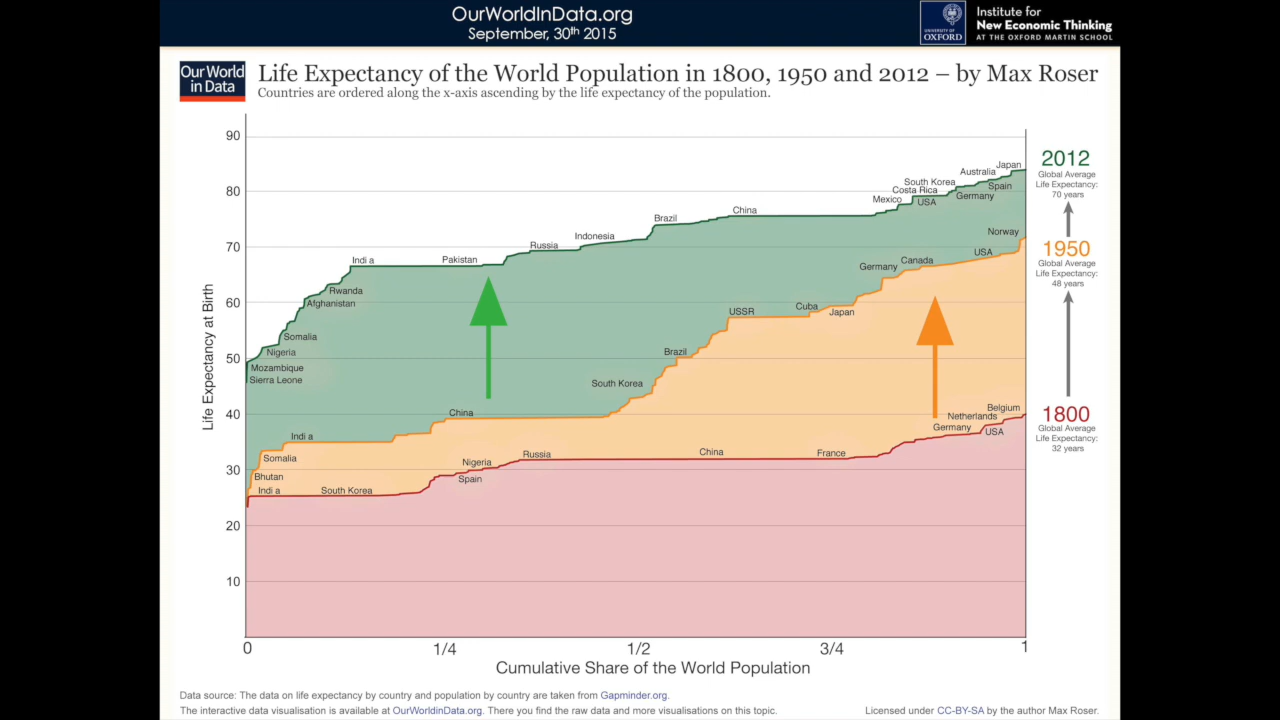 OurWorldInData.org
September, 30th 2015
UNIVERSITY OF
OXFORD
Institute for
New Economic Thinking
AT THE OXFORD MARTIN SCHOOL
Our World
in Data
Life Expectancy of the World Population in 1800, 1950 and 2012 – by Max Roser
Countries are ordered along the x-axis ascending by the life expectancy of the population.
Life Expectancy at Birth
90
80
70
60
50
40
30
20
10
Japan
Australia
Spain
South Korea
Germany
Costa Rica
USA
Mexico
China
Brazil
Indonesia
Russia
Pakistan
Indi a
Rwanda
Afghanistan
Somalia
Nigeria
Mozambique
Sierra Leone
Norway
USA
Canada
Germany
Cuba
Japan
USSR
Brazil
South Korea
China
Indi a
Somalia
Bhutan
Belgium
Netherlands
USA
Germany
France
China
Russia
Nigeria
Spain
South Korea
Indi a
2012
Global Average
Life Expectancy:
70 years
1950
Global Average
Life Expectancy:
48 years
1800
Global Average
Life Expectancy:
32 years
0 1/4 1/2 3/4 1
Cumulative Share of the World Population
Data source: The data on life expectancy by country and population by country are taken from Gapminder.org.
The interactive data visualisation is available at OurWorldinData.org. There you find the raw data and more visualisations on this topic.
Licensed under CC-BY-SA by the author Max Roser.